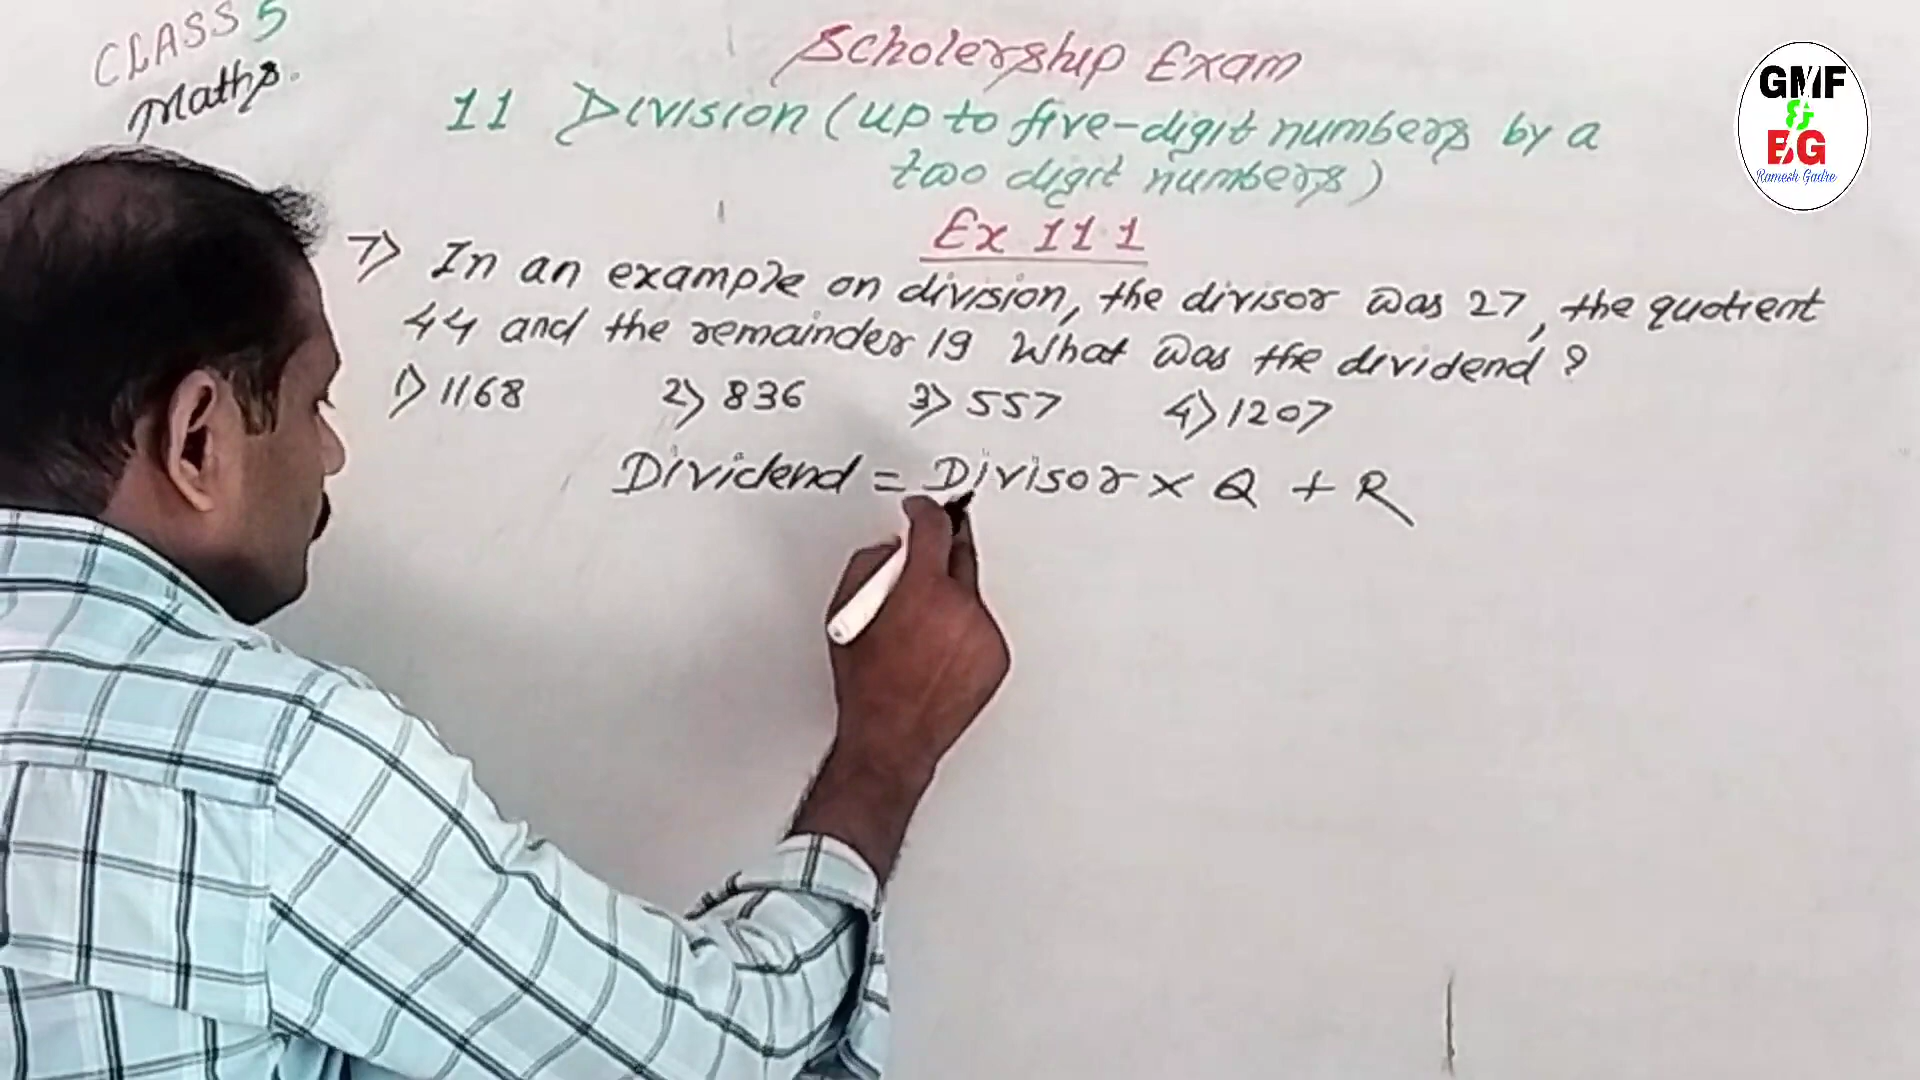 CLASS 5
Maths.
Scholership Exam
11 Division (up to five-digit numbers by a
two digit numbers)
Ex 11.1
7) In an example on division, the divisor was 27, the quotient
44 and the remainder 19 What was the dividend ?
1) 1168 2) 836 3) 557 4) 1207
Dividend = Divisor × Q + R
GMF
&
EG
Ramesh Gadre